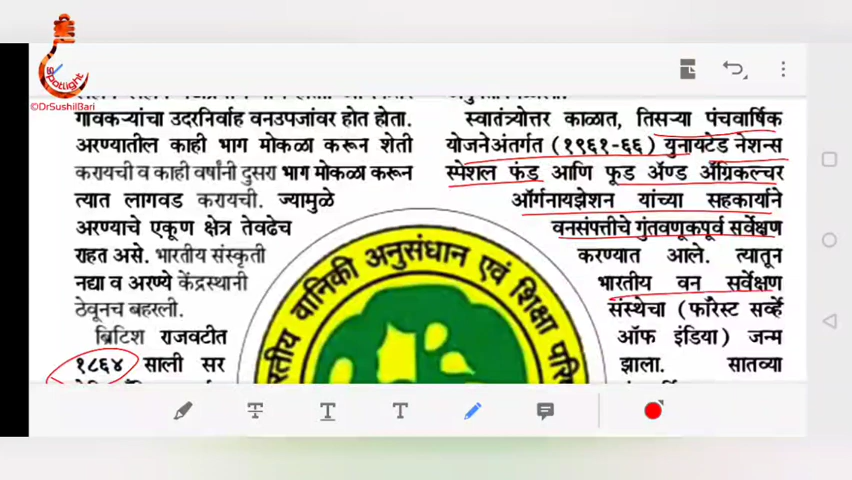 Spotlight
©DrSushilBari
गावकऱ्यांचा उदरनिर्वाह वनउपजांवर होत होता.
अरण्यातील काही भाग मोकळा करून शेती
करायची व काही वर्षांनी दुसरा भाग मोकळा करून
त्यात लागवड करायची. ज्यामुळे
अरण्याचे एकूण क्षेत्र तेवढेच
राहत असे. भारतीय संस्कृती
नद्या व अरण्ये केंद्रस्थानी
ठेवूनच बहरली.
ब्रिटिश राजवटीत
१८६४ साली सर
स्वातंत्र्योत्तर काळात, तिसऱ्या पंचवार्षिक
योजनेअंतर्गत (१९६१-६६) युनायटेड नेशन्स
स्पेशल फंड आणि फूड ॲण्ड ॲग्रिकल्चर
ऑर्गनायझेशन यांच्या सहकार्याने
वनसंपत्तीचे गुंतवणूकपूर्व सर्वेक्षण
करण्यात आले. त्यातून
भारतीय वन सर्वेक्षण
संस्थेचा (फॉरेस्ट सर्व्हे
ऑफ इंडिया) जन्म
झाला. सातव्या
वानिकी अनुसंधान एवं शिक्षा